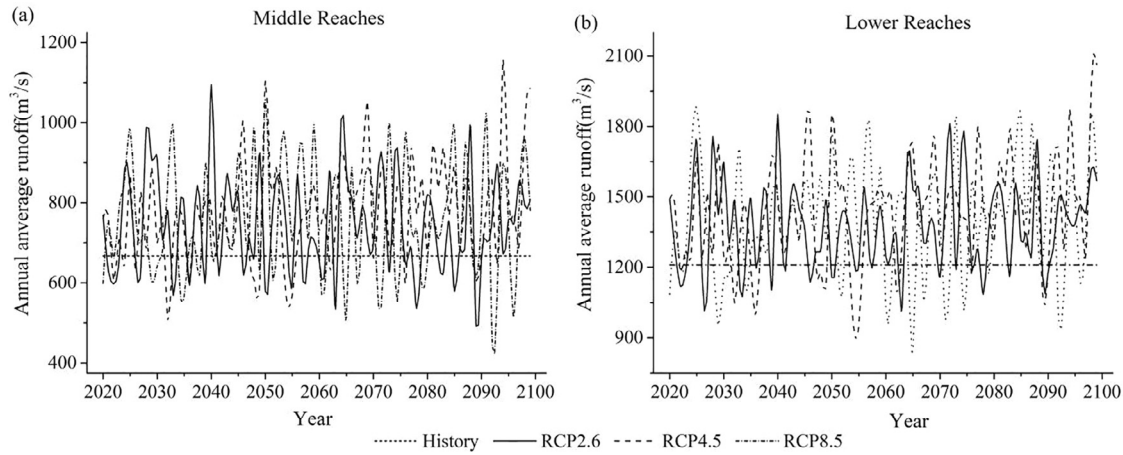 (a)
Middle Reaches
Annual anverage runoff(m³/s)
1200
1000
800
600
400
2020 2030 2040 2050 2060 2070 2080 2090 2100
Year
(b)
Lower Reaches
Annual average runoff(m³/s)
2100
1800
1500
1200
900
2020 2030 2040 2050 2060 2070 2080 2090 2100
Year
History RCP2.6 RCP4.5 RCP8.5